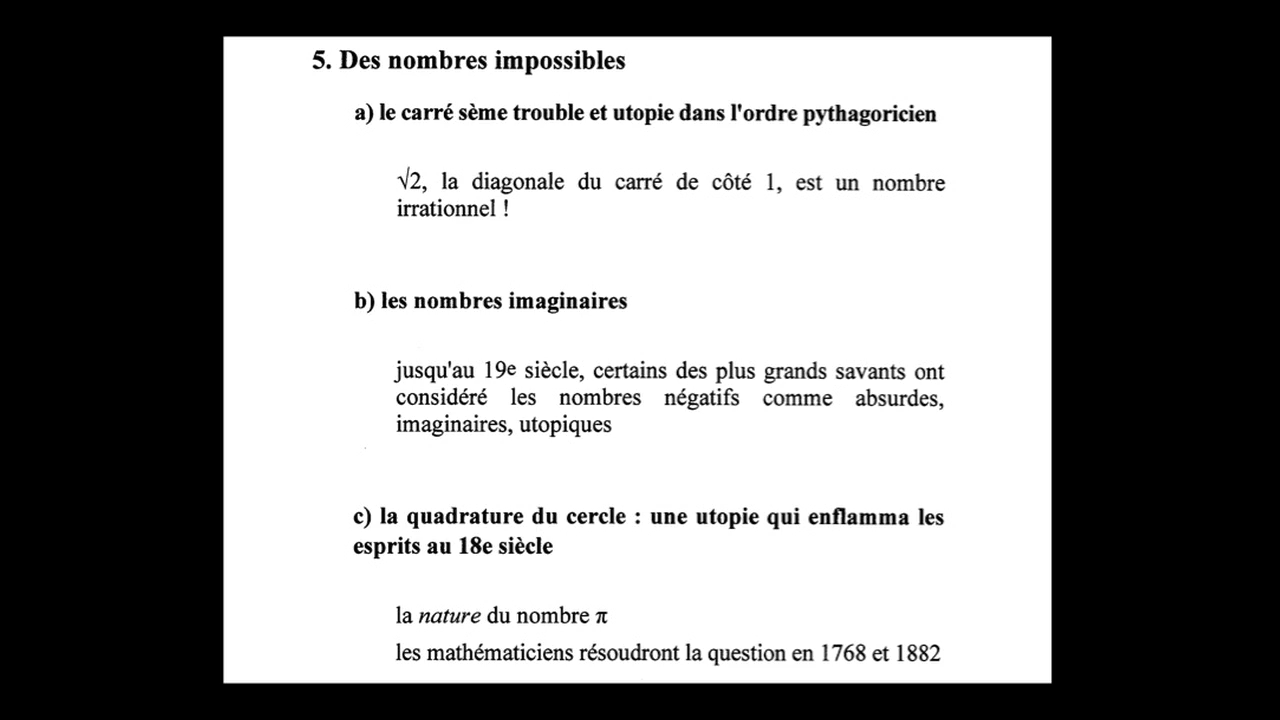 5. Des nombres impossibles
a) le carré sème trouble et utopie dans l'ordre pythagoricien
√2, la diagonale du carré de côté 1, est un nombre
irrationnel !
b) les nombres imaginaires
jusqu'au 19e siècle, certains des plus grands savants ont
considéré les nombres négatifs comme absurdes,
imaginaires, utopiques
c) la quadrature du cercle : une utopie qui enflamma les
esprits au 18e siècle
la nature du nombre π
les mathématiciens résoudront la question en 1768 et 1882